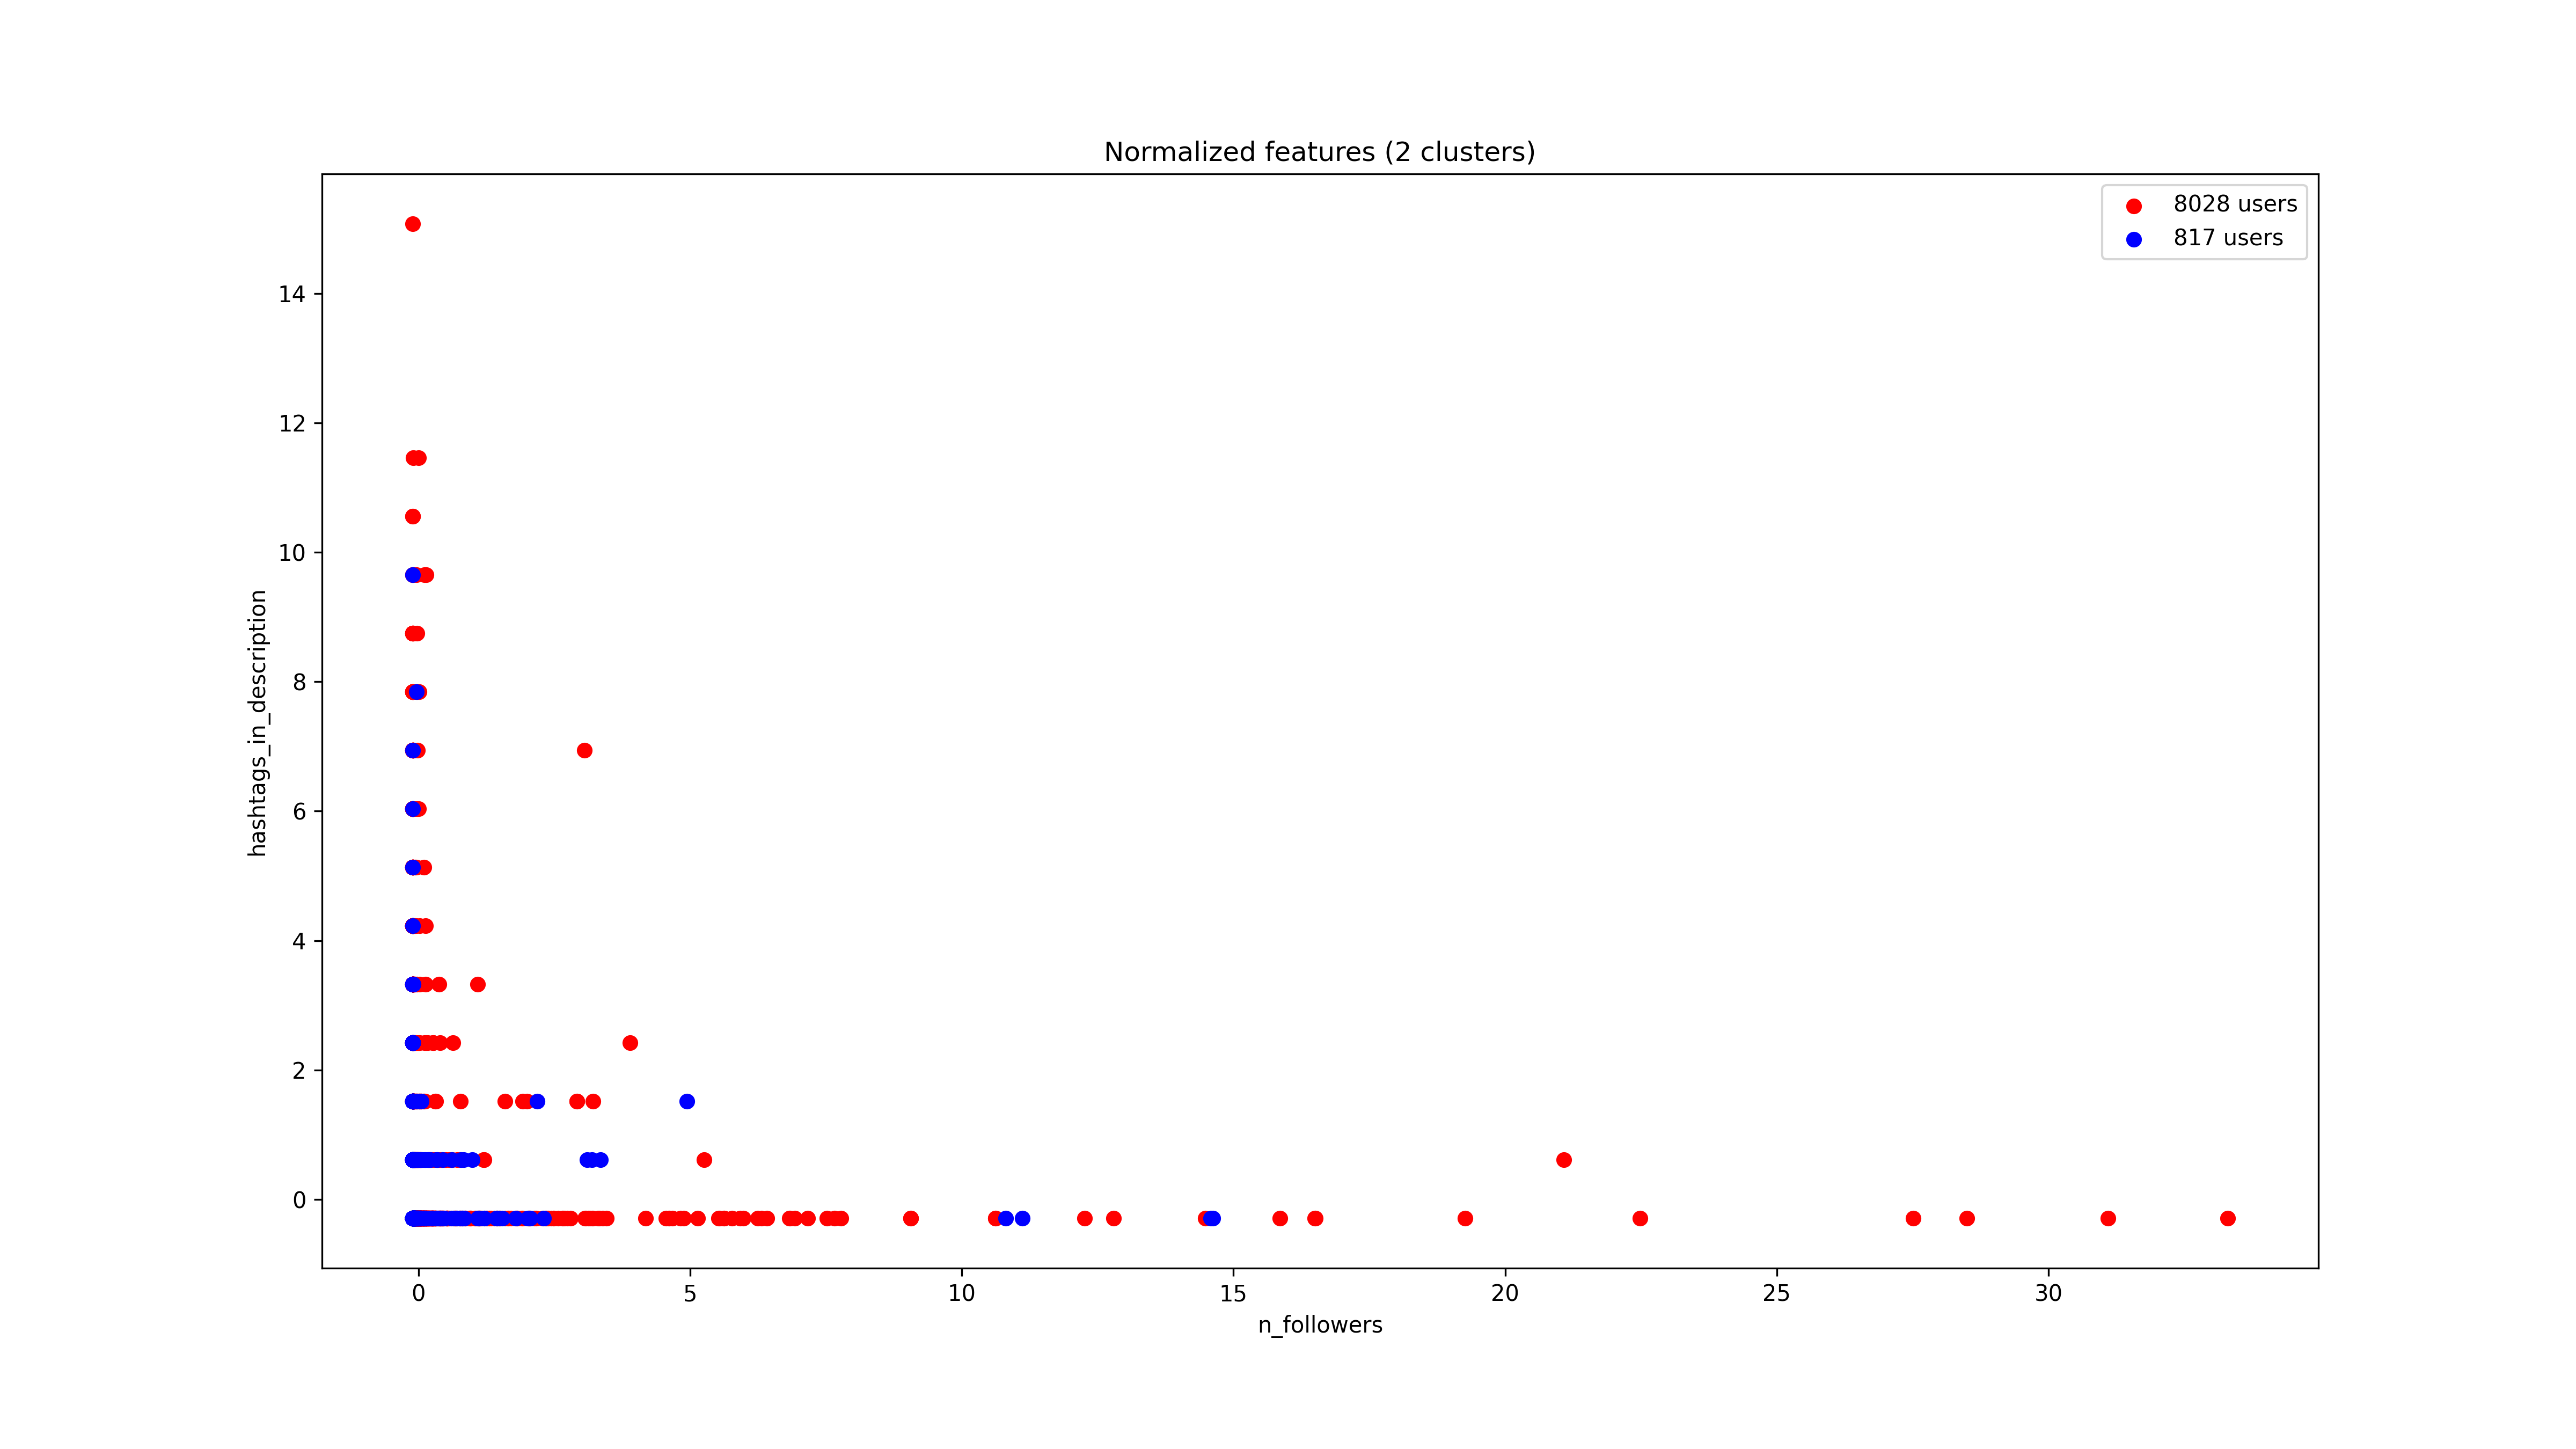 Normalized features (2 clusters)
8028 users
817 users
hashtags_in_description
14
12
10
8
6
4
2
0
0 5 10 15 20 25 30
n_followers